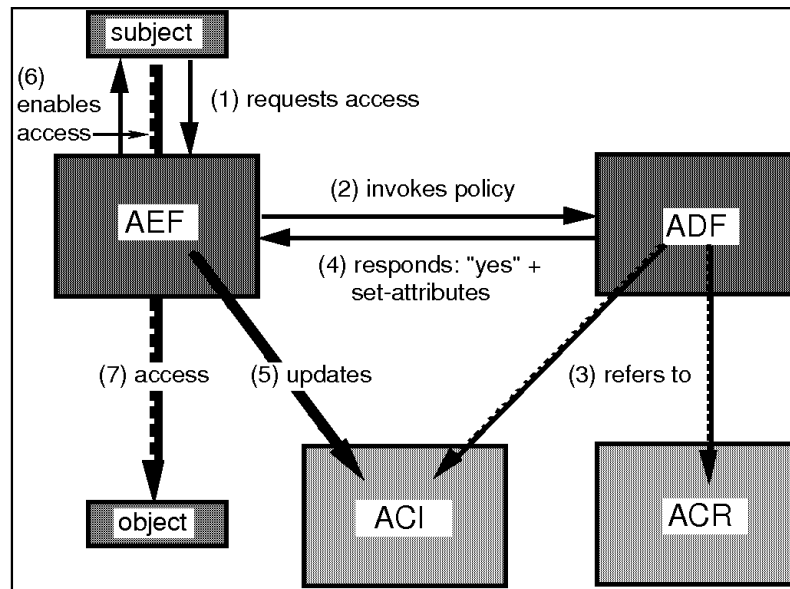 subject
(6)
enables
access
(1) requests access
AEF
(2) invokes policy
ADF
(4) responds: "yes" +
set-attributes
(7) access
(5) updates
(3) refers to
object
ACI
ACR